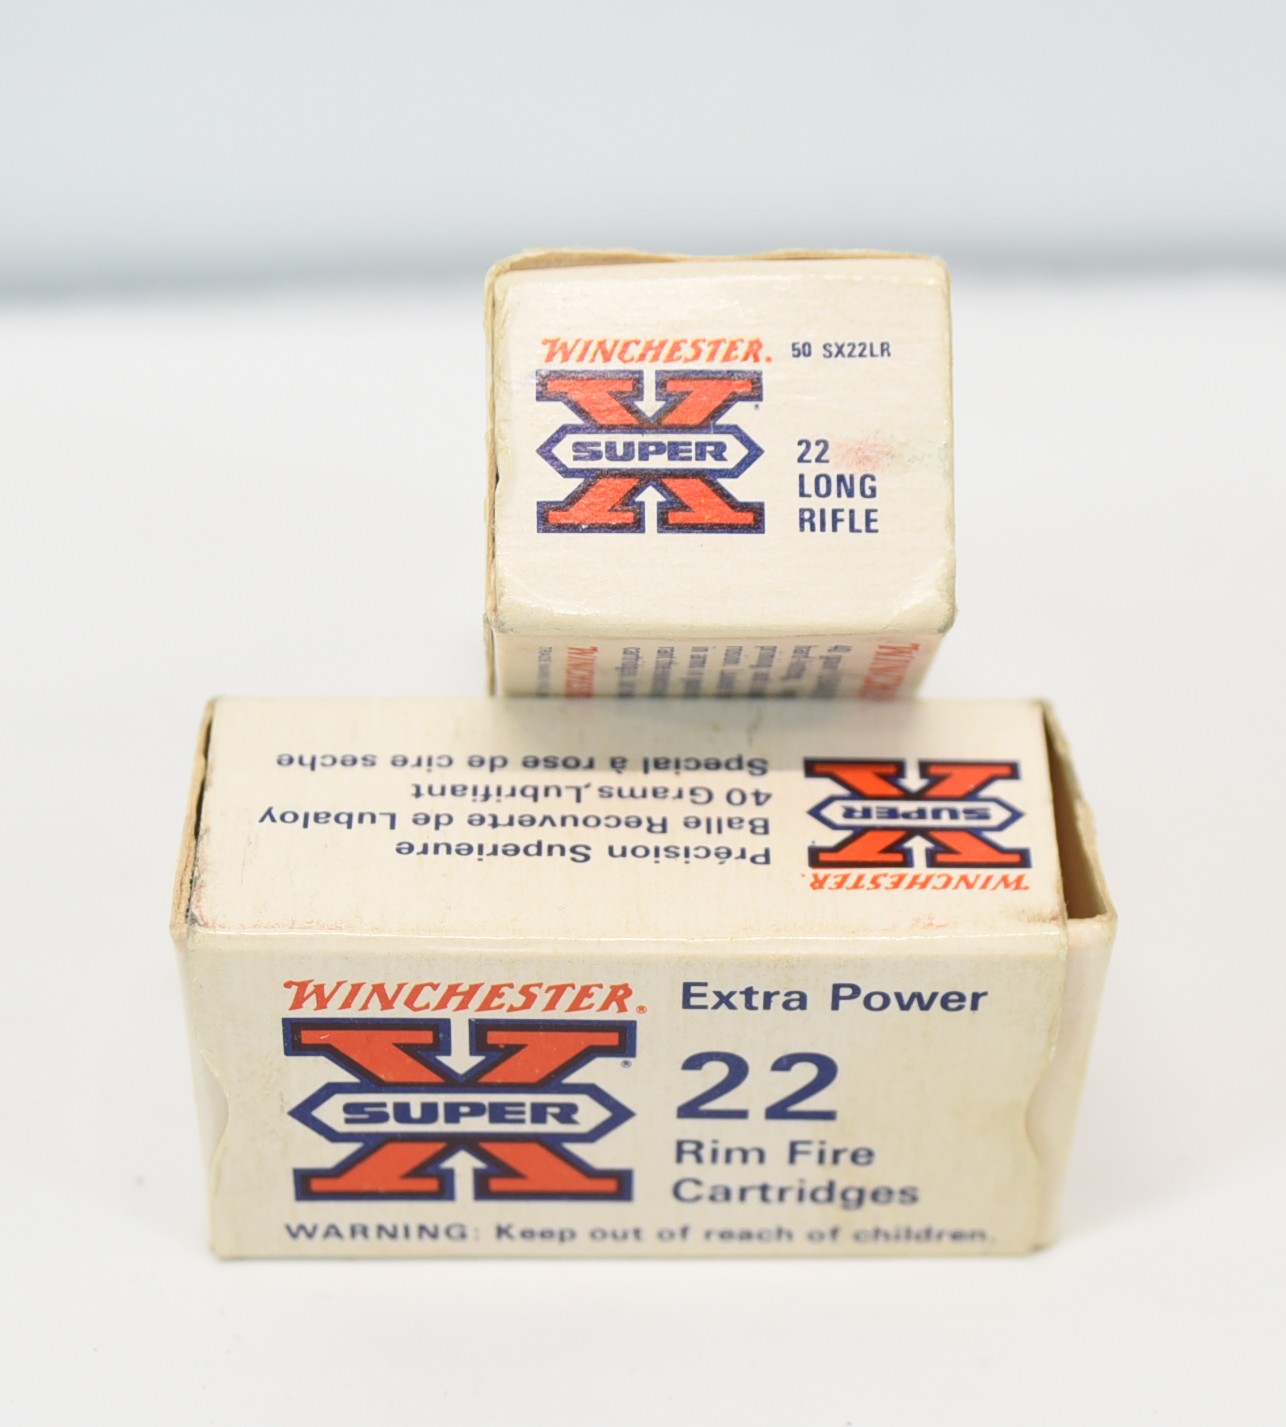 WINCHESTER. 50 SX22LR
SUPER X
22
LONG
RIFLE
WINCHESTER
WINCHESTER
Précision Superieure
Balle Recouverte de Lubaloy
40 Grams, Lubrifiant
Special à rose de cire seche
WINCHESTER.
SUPER X
WINCHESTER® Extra Power
SUPER X
22
Rim Fire
Cartridges
WARNING: Keep out of reach of children.